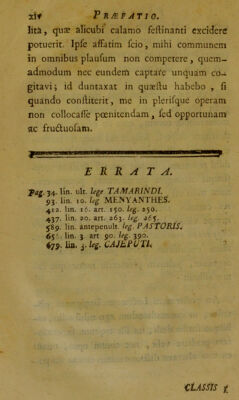 xiv PRÆFATIO.
lita, quæ alicubi calamo festinanti excidere
potuerit. Ipse affatim scio, mihi communem
in omnibus plausum non competere, quem-
admodum nec eundem captare unquam co-
gitavi; id duntaxat in quæstu habebo, si
quando constiterit, me in plerisque operam
non collocasse pœnitendam, sed opportunam
ac fructuosam.
ERRATA.
Pag. 34. lin. ult. lege TAMARINDI.
93. lin. 10. leg MENYANTHES.
412. lin. 16. art. 150. leg. 250.
437. lin. 20. art. 263. leg. 265.
589. lin. antepenult. leg. PASTORIS.
lin. 3. art 90. leg. 390.
679. lin. 3. leg. CAJEPUTI.
CLASSIS